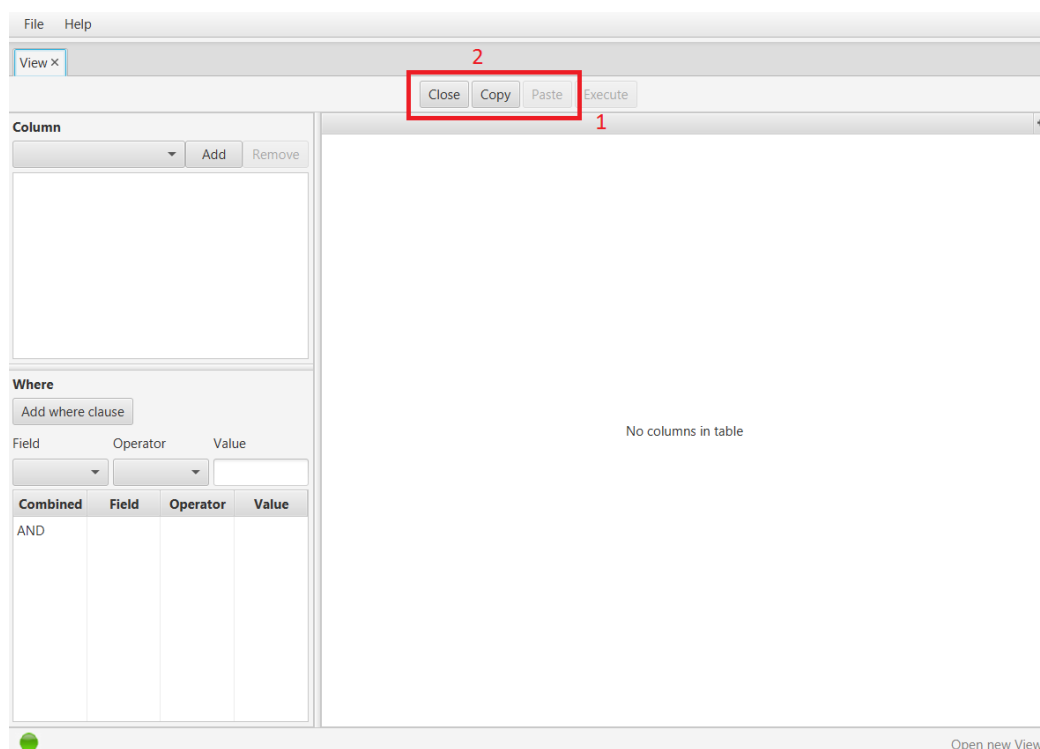 File Help
View ×
2
Close Copy Paste Execute
1
Column
Add Remove
Where
Add where clause
Field Operator Value
No columns in table
Combined Field Operator Value
AND
Open new View